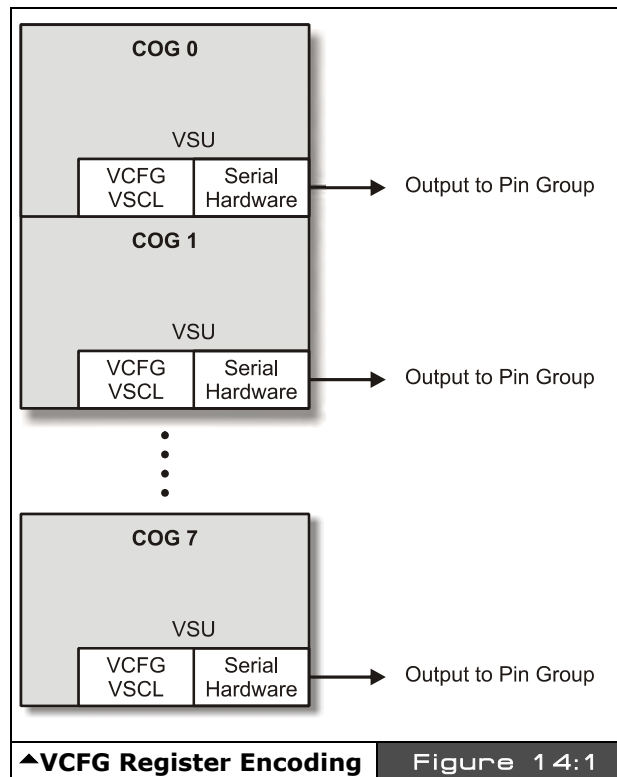 COG 0
VSU
VCFG
VSCL
Serial
Hardware
Output to Pin Group
COG 1
VSU
VCFG
VSCL
Serial
Hardware
Output to Pin Group
COG 7
VSU
VCFG
VSCL
Serial
Hardware
Output to Pin Group
▲VCFG Register Encoding
Figure 14:1